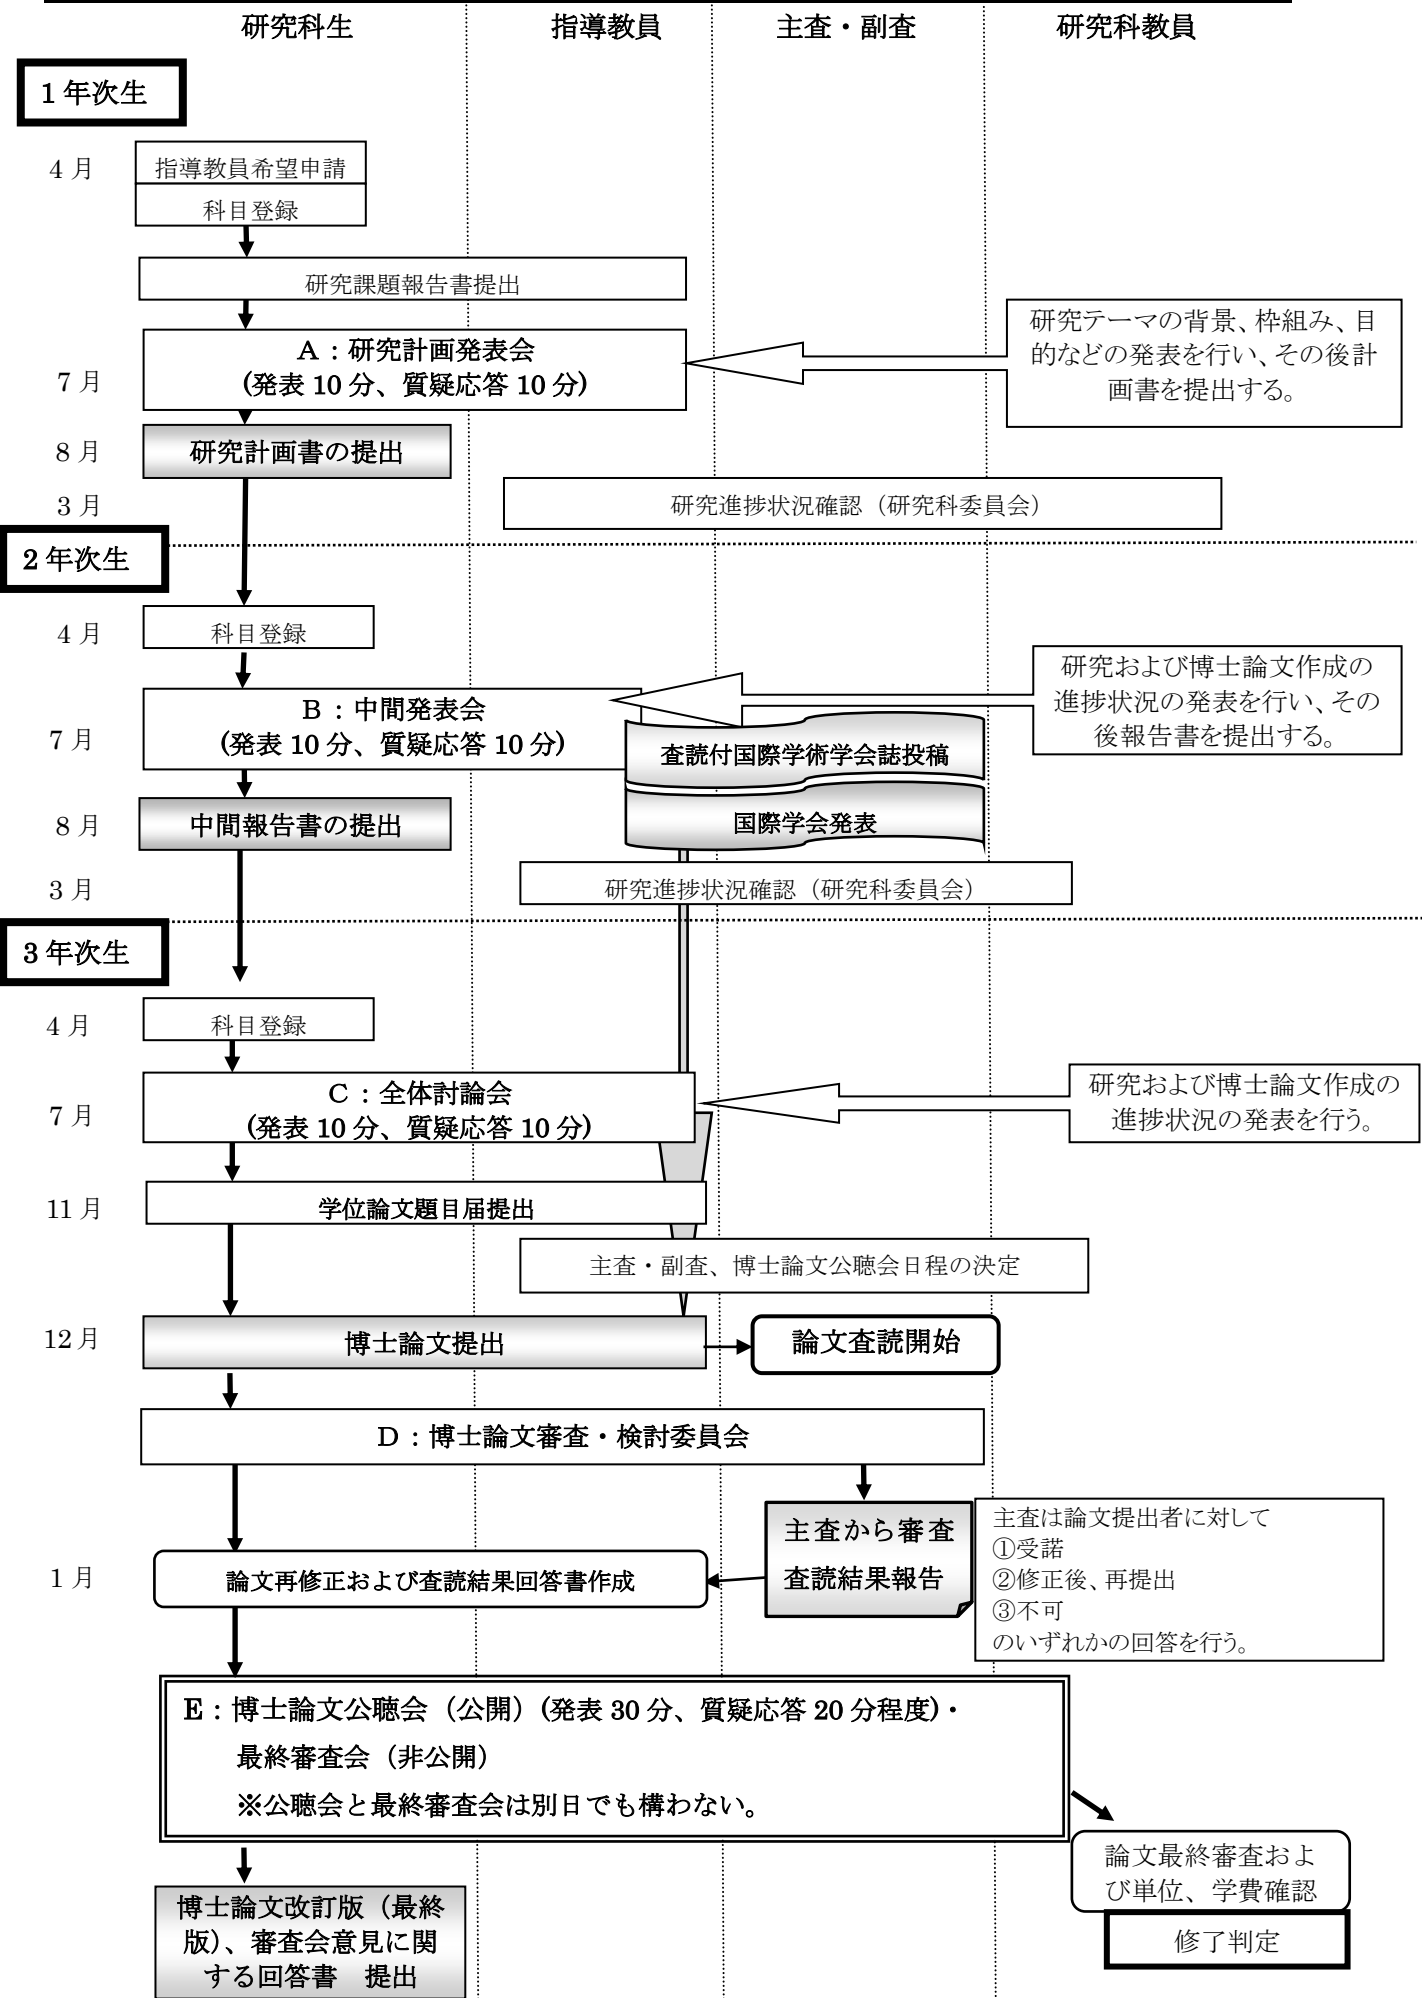 研究科生 指導教員 主査・副査 研究科教員
1 年次生
4 月
指導教員希望申請
科目登録
研究課題報告書提出
A：研究計画発表会
(発表 10 分、質疑応答 10 分)
7 月
研究テーマの背景、枠組み、目
的などの発表を行い、その後計
画書を提出する。
8 月
研究計画書の提出
3 月
研究進捗状況確認（研究科委員会）
2 年次生
4 月
科目登録
B：中間発表会
(発表 10 分、質疑応答 10 分)
7 月
研究および博士論文作成の
進捗状況の発表を行い、その
後報告書を提出する。
査読付国際学術学会誌投稿
国際学会発表
8 月
中間報告書の提出
3 月
研究進捗状況確認（研究科委員会）
3 年次生
4 月
科目登録
C：全体討論会
(発表 10 分、質疑応答 10 分)
7 月
研究および博士論文作成の
進捗状況の発表を行う。
11 月
学位論文題目届提出
主査・副査、博士論文公聴会日程の決定
12 月
博士論文提出
論文査読開始
D：博士論文審査・検討委員会
主査から審査
査読結果報告
主査は論文提出者に対して
①受諾
②修正後、再提出
③不可
のいずれかの回答を行う。
1 月
論文再修正および査読結果回答書作成
E：博士論文公聴会（公開）(発表 30 分、質疑応答 20 分程度)・
最終審査会（非公開）
※公聴会と最終審査会は別日でも構わない。
論文最終審査およ
び単位、学費確認
修了判定
博士論文改訂版（最終
版）、審査会意見に関
する回答書　提出